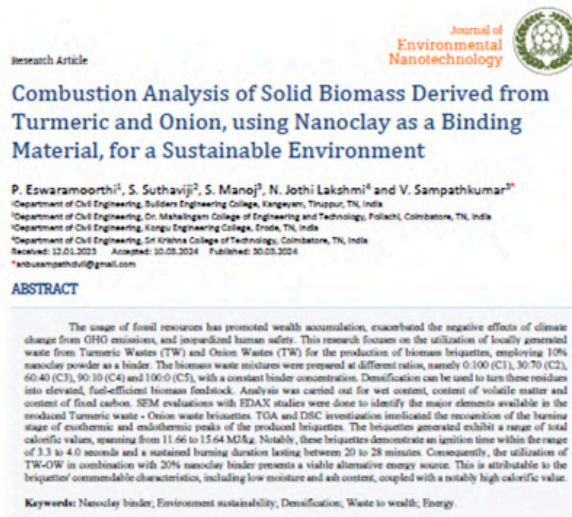 Research Article
Journal of
Environmental
Nanotechnology
Combustion Analysis of Solid Biomass Derived from
Turmeric and Onion, using Nanoclay as a Binding
Material, for a Sustainable Environment
P. Eswaramoorthi¹, S. Suthaviji², S. Manoj³, N. Jothi Lakshmi⁴ and V. Sampathkumar³*
¹Department of Civil Engineering, Builders Engineering College, Kangeyam, Tiruppur, TN, India
²Department of Civil Engineering, Dr. Mahalingam College of Engineering and Technology, Pollachi, Coimbatore, TN, India
³Department of Civil Engineering, Kongu Engineering College, Erode, TN, India
⁴Department of Civil Engineering, Sri Krishna College of Technology, Coimbatore, TN, India
Received: 12.01.2023 Accepted: 10.03.2024 Published: 30.03.2024
*anbusampathcivil@gmail.com
ABSTRACT
The usage of fossil resources has promoted wealth accumulation, exacerbated the negative effects of climate
change from GHG emissions, and jeopardized human safety. This research focuses on the utilization of locally generated
waste from Turmeric Wastes (TW) and Onion Wastes (TW) for the production of biomass briquettes, employing 10%
nanoclay powder as a binder. The biomass waste mixtures were prepared at different ratios, namely 0:100 (C1), 30:70 (C2),
60:40 (C3), 90:10 (C4) and 100:0 (C5), with a constant binder concentration. Densification can be used to turn these residues
into elevated, fuel-efficient biomass feedstock. Analysis was carried out for wet content, content of volatile matter and
content of fixed carbon. SEM evaluations with EDAX studies were done to identify the major elements available in the
produced Turmeric waste - Onion waste briquettes. TGA and DSC investigation implicated the recognition of the burning
stage of exothermic and endothermic peaks of the produced briquettes. The briquettes generated exhibit a range of total
calorific values, spanning from 11.66 to 15.64 MJ/kg. Notably, these briquettes demonstrate an ignition time within the range
of 3.3 to 4.0 seconds and a sustained burning duration lasting between 20 to 28 minutes. Consequently, the utilization of
TW-OW in combination with 20% nanoclay binder presents a viable alternative energy source. This is attributable to the
briquettes' commendable characteristics, including low moisture and ash content, coupled with a notably high calorific value.
Keywords: Nanoclay binder; Environment sustainability; Densification; Waste to wealth; Energy.